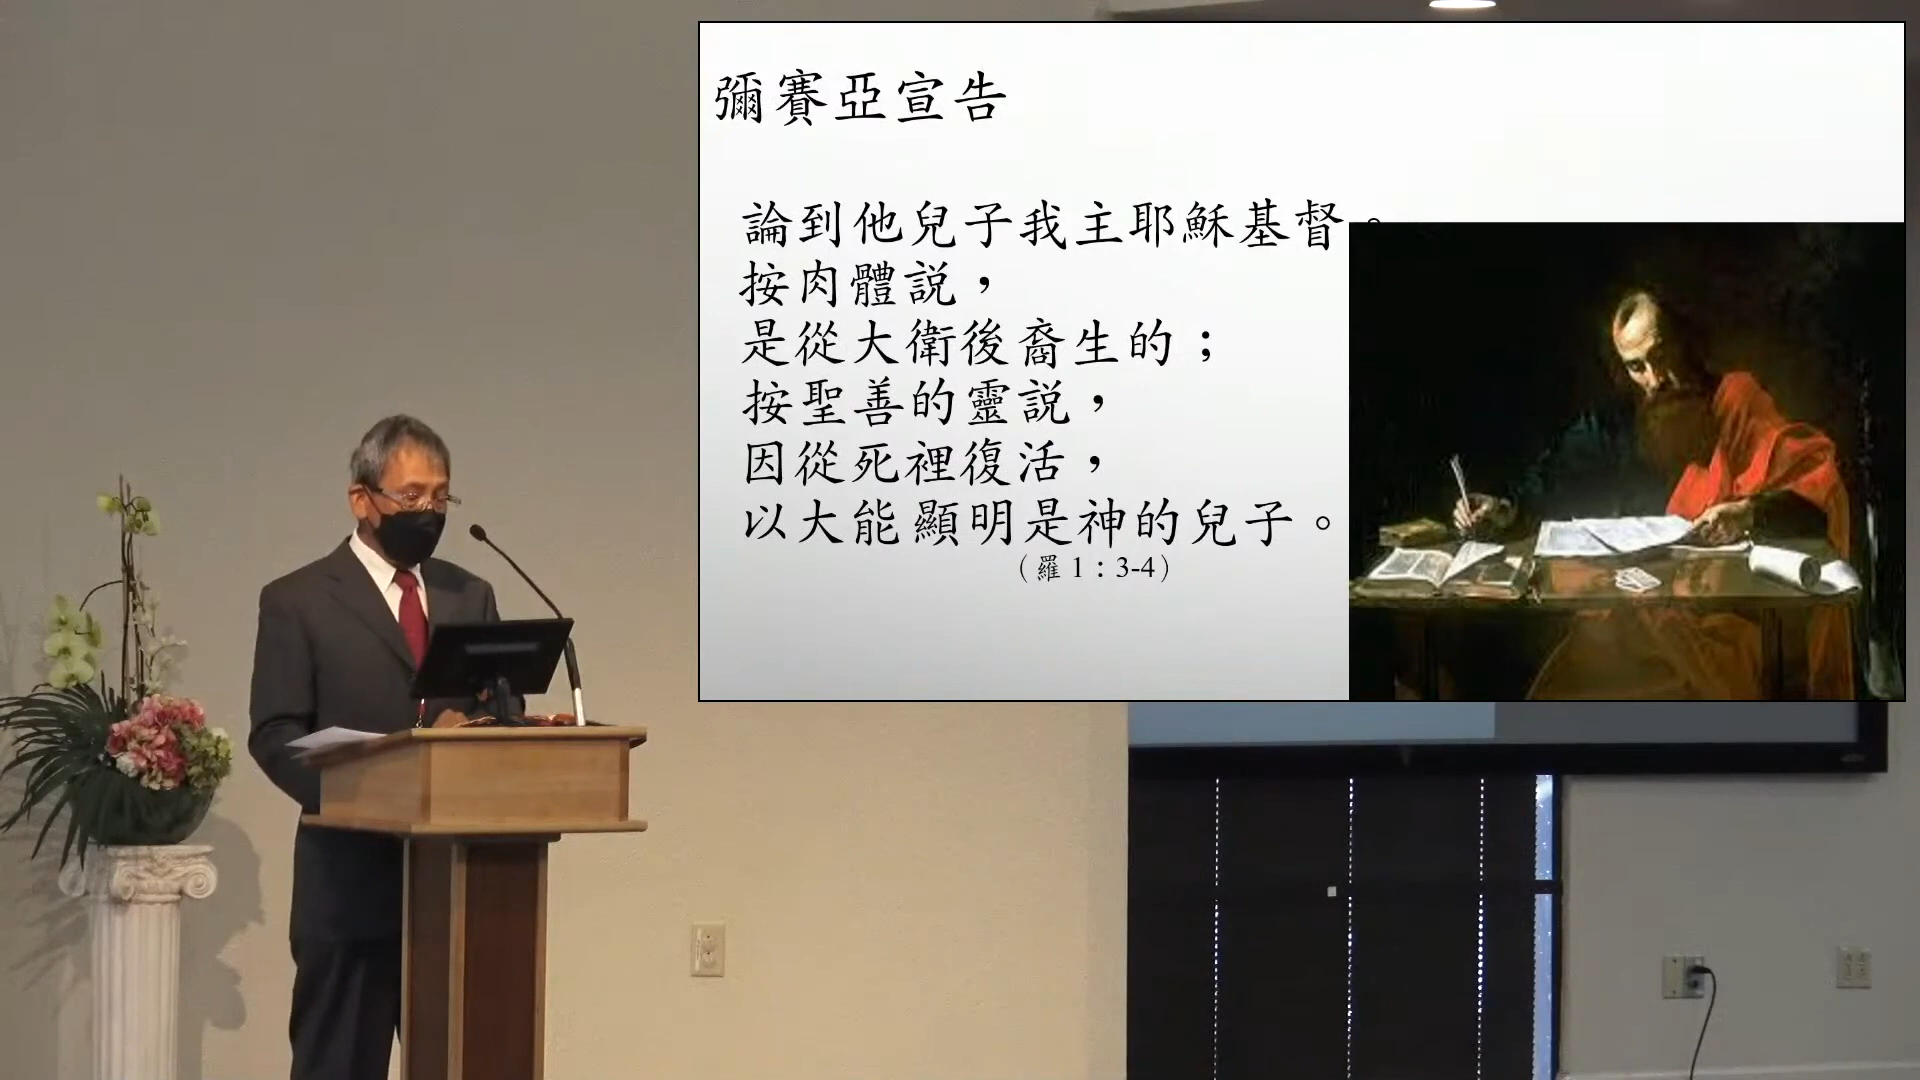 彌賽亞宣告
論到他兒子我主耶穌基督。
按肉體説，
是從大衛後裔生的；
按聖善的靈説，
因從死裡復活，
以大能顯明是神的兒子。
（羅 1：3-4）